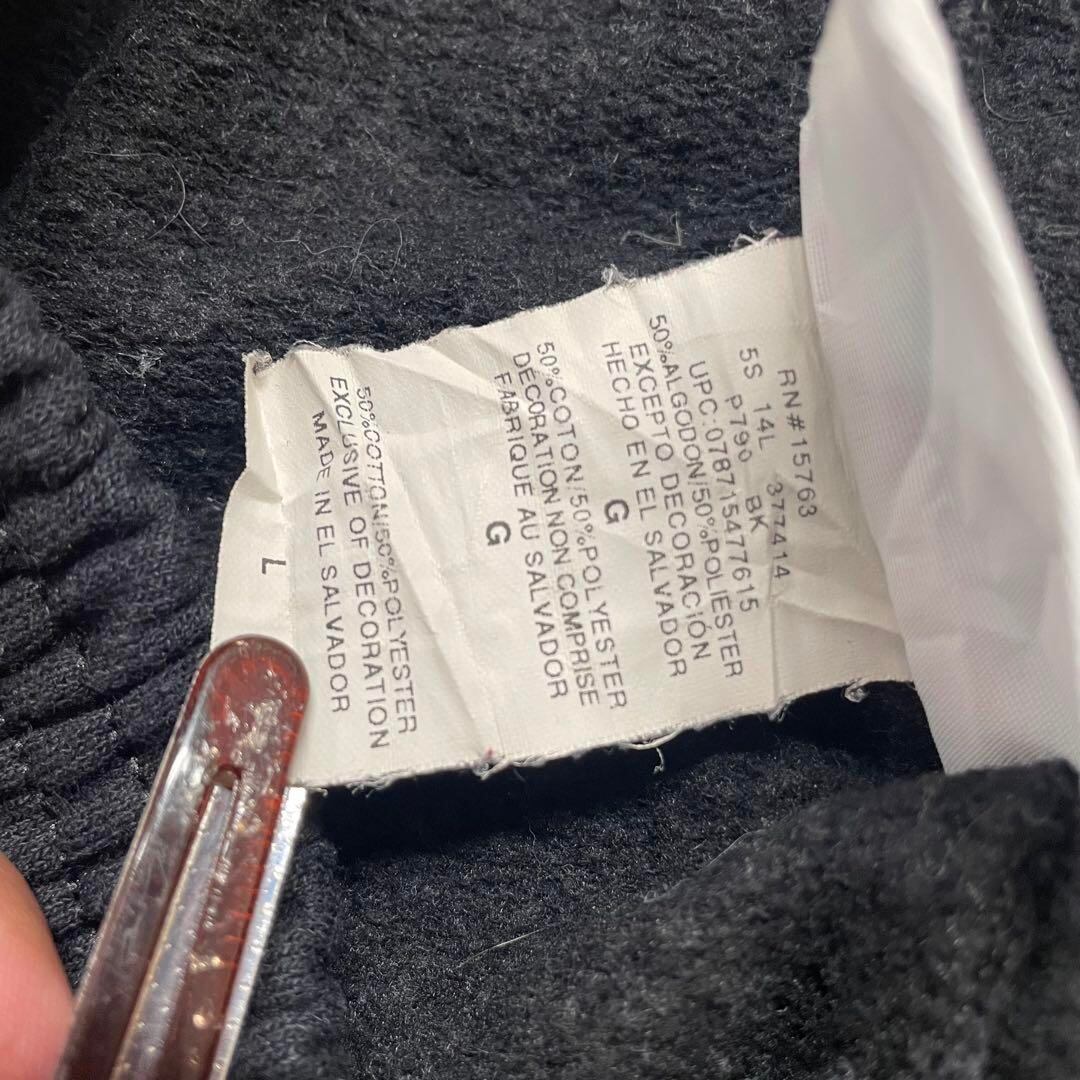 RN#15763
5S 14L 377414
P790 BK
UPC:078715477615
50%ALGODON/50%POLIESTER
EXCEPTO DECORACIÓN
HECHO EN EL SALVADOR
G
50%COTON/50%POLYESTER
DÉCORATION NON COMPRISE
FABRIQUE AU SALVADOR
G
50%COTTON/50%POLYESTER
EXCLUSIVE OF DECORATION
MADE IN EL SALVADOR
L